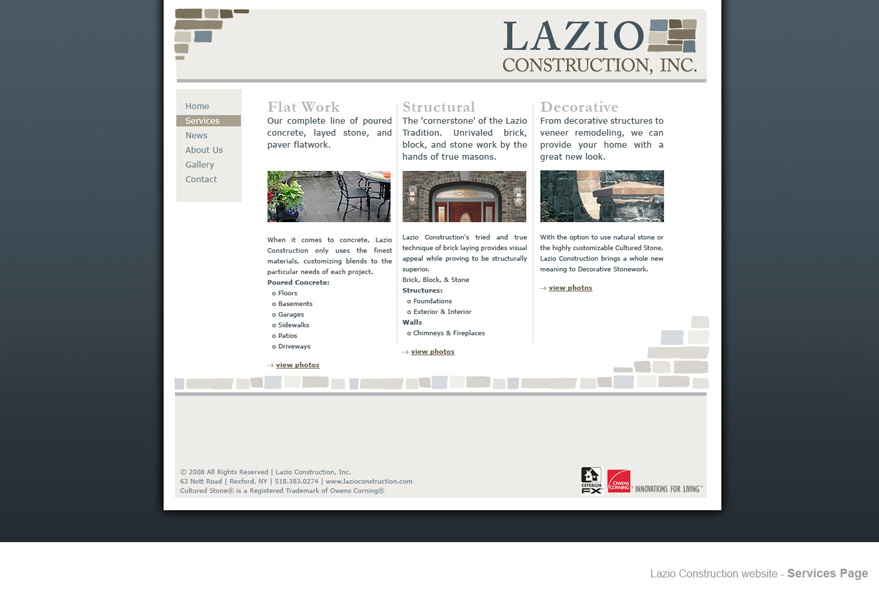 LAZIO
CONSTRUCTION, INC.
Home
Services
News
About Us
Gallery
Contact
Flat Work
Our complete line of poured
concrete, layed stone, and
paver flatwork.
When it comes to concrete, Lazio
Construction only uses the finest
materials, customizing blends to the
particular needs of each project.
Poured Concrete:
o Floors
o Basements
o Garages
o Sidewalks
o Patios
o Driveways
→ view photos
Structural
The 'cornerstone' of the Lazio
Tradition. Unrivaled brick,
block, and stone work by the
hands of true masons.
Lazio Construction's tried and true
technique of brick laying provides visual
appeal while proving to be structurally
superior.
Brick, Block, & Stone
Structures:
o Foundations
o Exterior & Interior
Walls
o Chimneys & Fireplaces
→ view photos
Decorative
From decorative structures to
veneer remodeling, we can
provide your home with a
great new look.
With the option to use natural stone or
the highly customizable Cultured Stone,
Lazio Construction brings a whole new
meaning to Decorative Stonework.
→ view photos
© 2008 All Rights Reserved | Lazio Construction, Inc.
63 Nott Road | Rexford, NY | 518.383.0274 | www.lazioconstruction.com
Cultured Stone® is a Registered Trademark of Owens Corning®
EXTERIOR
FX
OWENS
CORNING
INNOVATIONS FOR LIVING™
Lazio Construction website - Services Page